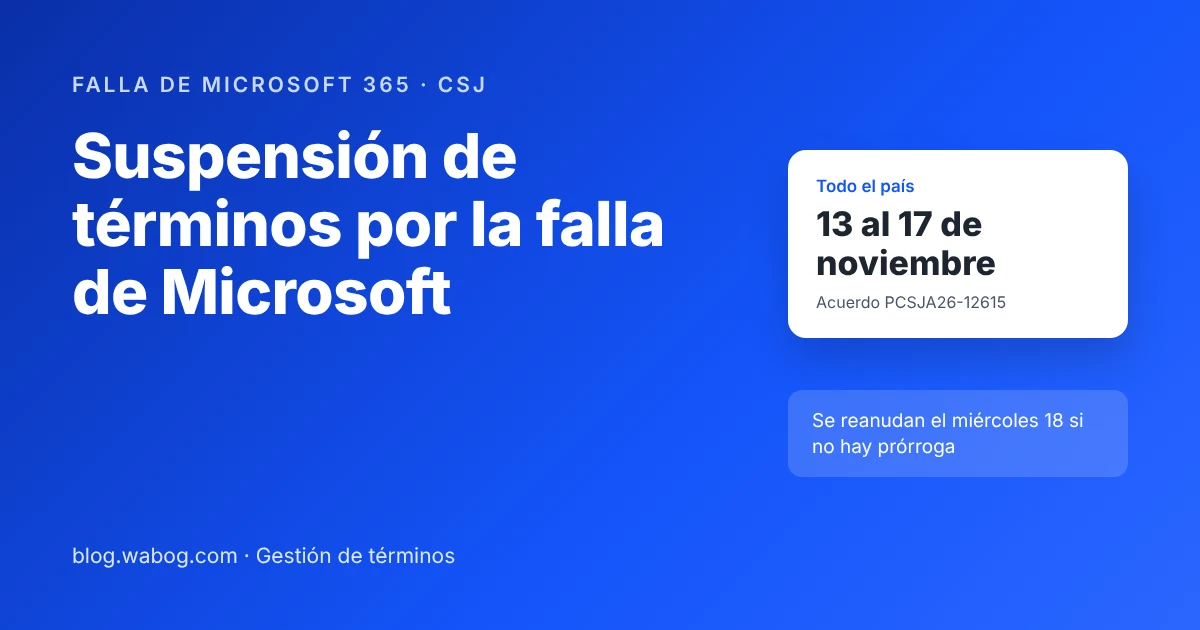 FALLA DE MICROSOFT 365 · CSJ
Suspensión de
términos por la falla
de Microsoft
Todo el país
13 al 17 de
noviembre
Acuerdo PCSJA26-12615
Se reanudan el miércoles 18 si
no hay prórroga
blog.wabog.com · Gestión de términos